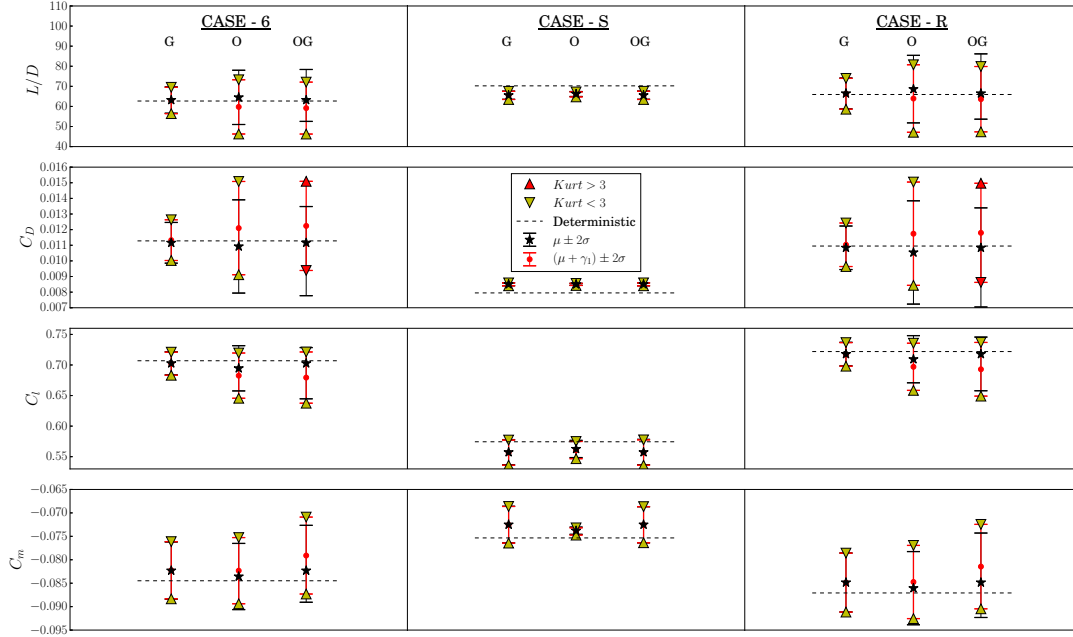 CASE - 6 CASE - S CASE - R
G O OG G O OG G O OG
L/D
110
100
90
80
70
60
50
40
C_D
0.016
0.015
0.014
0.013
0.012
0.011
0.010
0.009
0.008
0.007
Kurt > 3
Kurt < 3
Deterministic
μ ± 2σ
(μ + γ₁) ± 2σ
C_l
0.75
0.70
0.65
0.60
0.55
C_m
−0.065
−0.070
−0.075
−0.080
−0.085
−0.090
−0.095